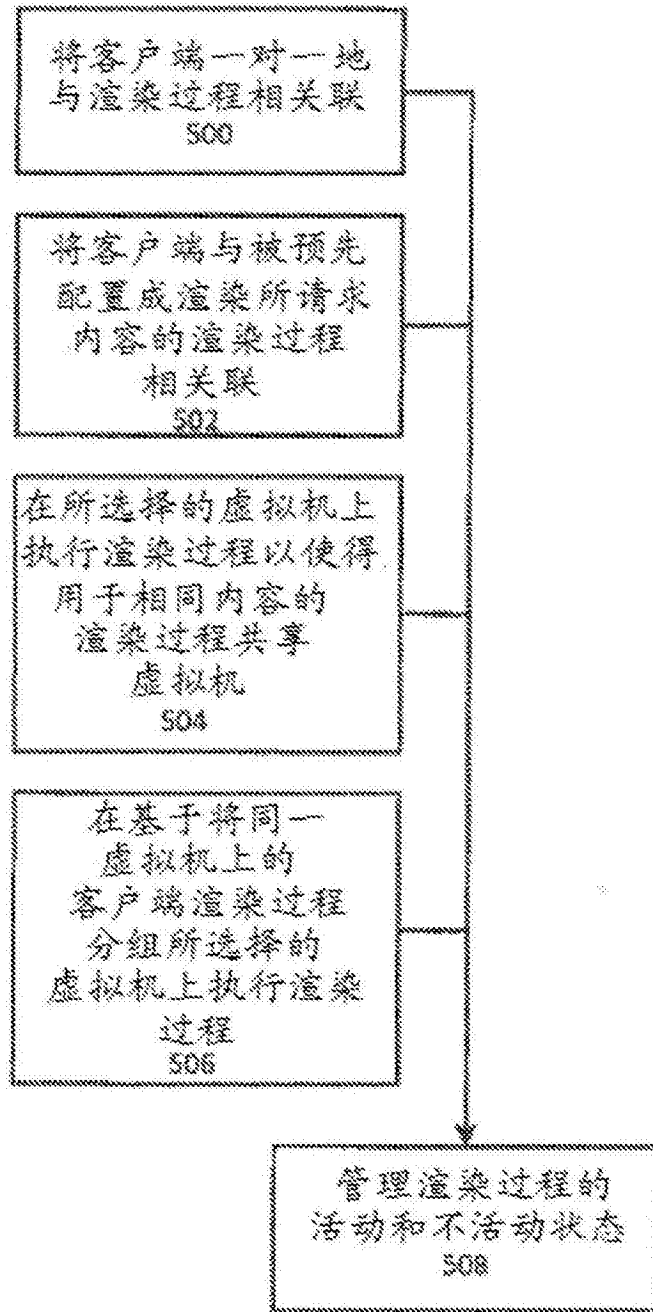 将客户端一对一地
与渲染过程相关联
500
将客户端与被预先
配置成渲染所请求
内容的渲染过程
相关联
502
在所选择的虚拟机上
执行渲染过程以使得
用于相同内容的
渲染过程共享
虚拟机
504
在基于将同一
虚拟机上的
客户端渲染过程
分组所选择的
虚拟机上执行渲染
过程
506
管理渲染过程的
活动和不活动状态
508